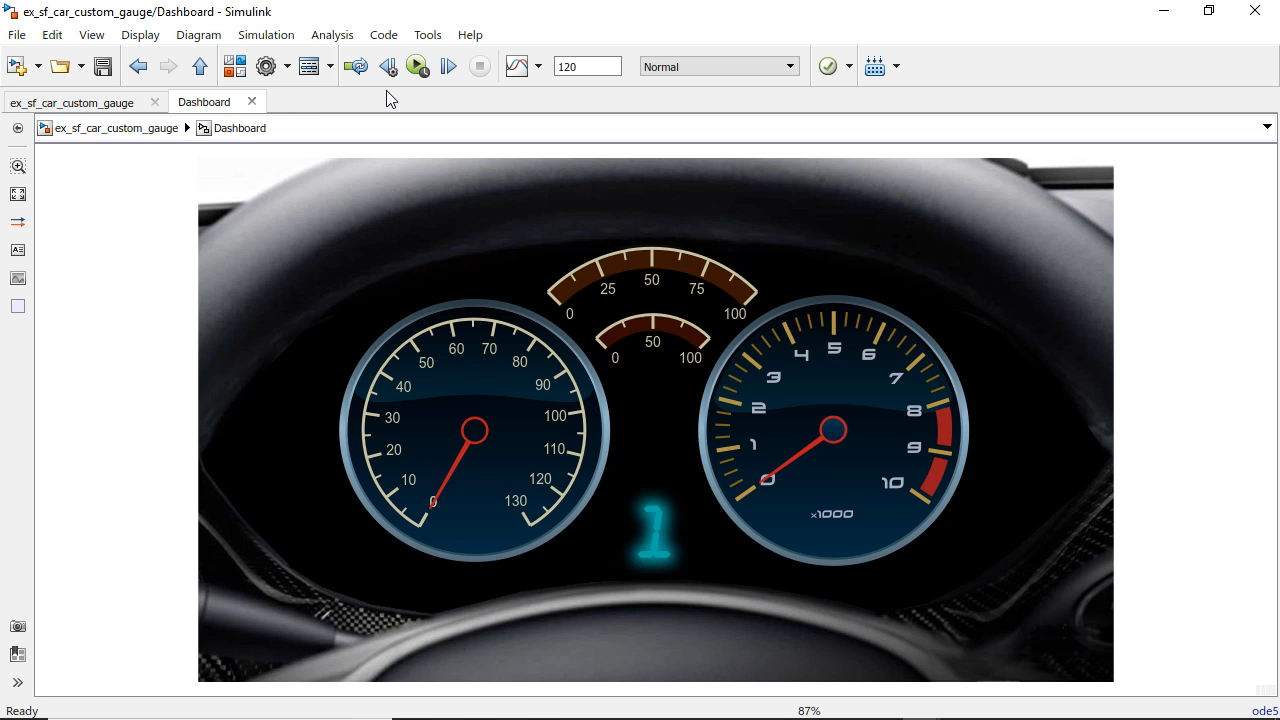 ex_sf_car_custom_gauge/Dashboard - Simulink
File Edit View Display Diagram Simulation Analysis Code Tools Help
120 Normal
ex_sf_car_custom_gauge Dashboard
ex_sf_car_custom_gauge Dashboard
0 25 50 75 100
0 50 100
0 10 20 30 40 50 60 70 80 90 100 110 120 130
0 1 2 3 4 5 6 7 8 9 10
x1000
1
Ready 87% ode5